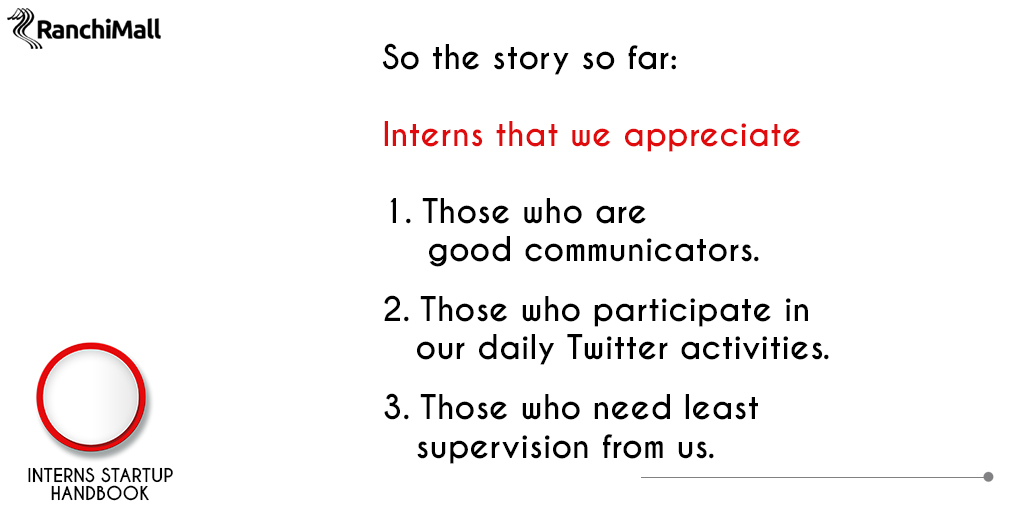 RanchiMall
So the story so far:
Interns that we appreciate
1. Those who are
good communicators.
2. Those who participate in
our daily Twitter activities.
3. Those who need least
supervision from us.
INTERNS STARTUP
HANDBOOK